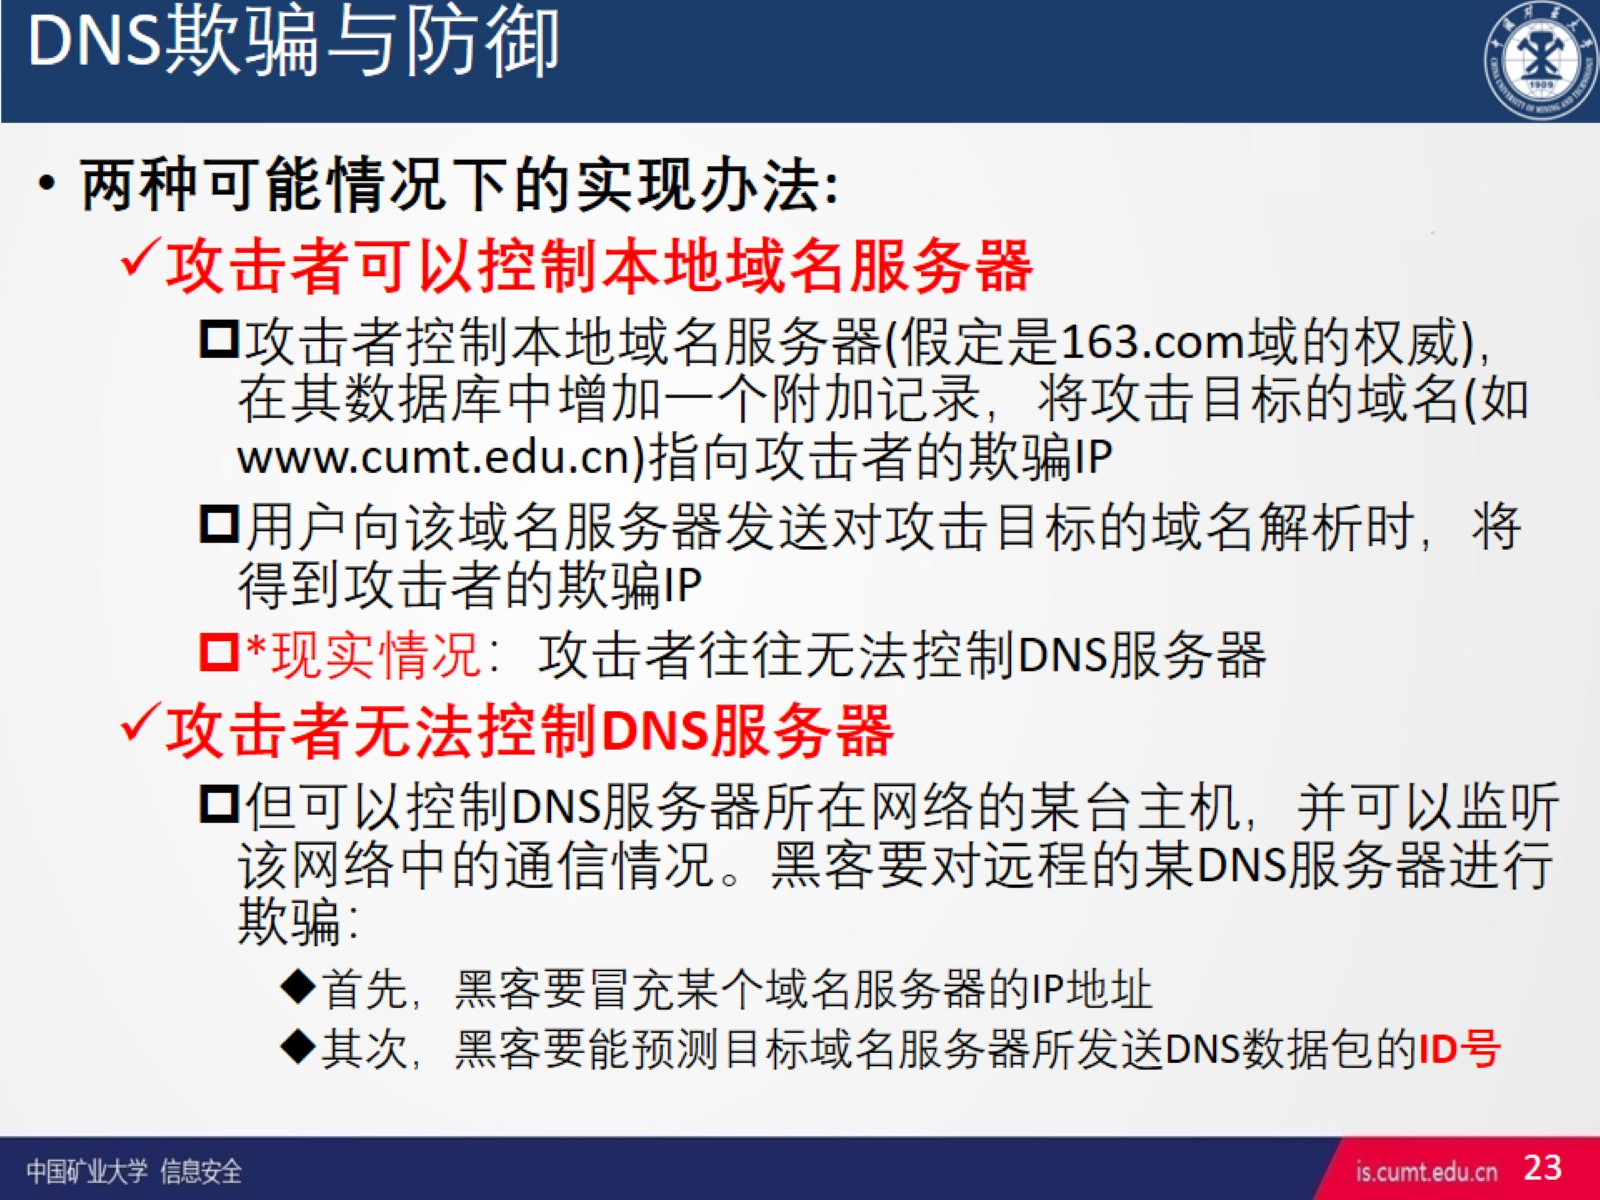 DNS欺骗与防御
• 两种可能情况下的实现办法:
✓攻击者可以控制本地域名服务器
攻击者控制本地域名服务器(假定是163.com域的权威)，
在其数据库中增加一个附加记录，将攻击目标的域名(如
www.cumt.edu.cn)指向攻击者的欺骗IP
用户向该域名服务器发送对攻击目标的域名解析时，将
得到攻击者的欺骗IP
*现实情况：攻击者往往无法控制DNS服务器
✓攻击者无法控制DNS服务器
但可以控制DNS服务器所在网络的某台主机，并可以监听
该网络中的通信情况。黑客要对远程的某DNS服务器进行
欺骗：
◆首先，黑客要冒充某个域名服务器的IP地址
◆其次，黑客要能预测目标域名服务器所发送DNS数据包的ID号
中国矿业大学 信息安全
is.cumt.edu.cn 23
1909